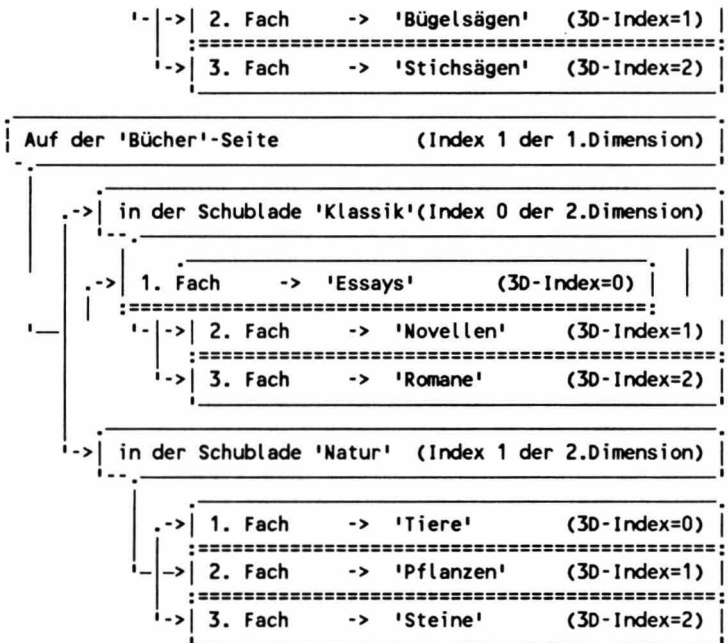 2. Fach -> 'Bügelsägen' (3D-Index=1)
3. Fach -> 'Stichsägen' (3D-Index=2)
Auf der 'Bücher'-Seite (Index 1 der 1.Dimension)
in der Schublade 'Klassik'(Index 0 der 2.Dimension)
1. Fach -> 'Essays' (3D-Index=0)
2. Fach -> 'Novellen' (3D-Index=1)
3. Fach -> 'Romane' (3D-Index=2)
in der Schublade 'Natur' (Index 1 der 2.Dimension)
1. Fach -> 'Tiere' (3D-Index=0)
2. Fach -> 'Pflanzen' (3D-Index=1)
3. Fach -> 'Steine' (3D-Index=2)